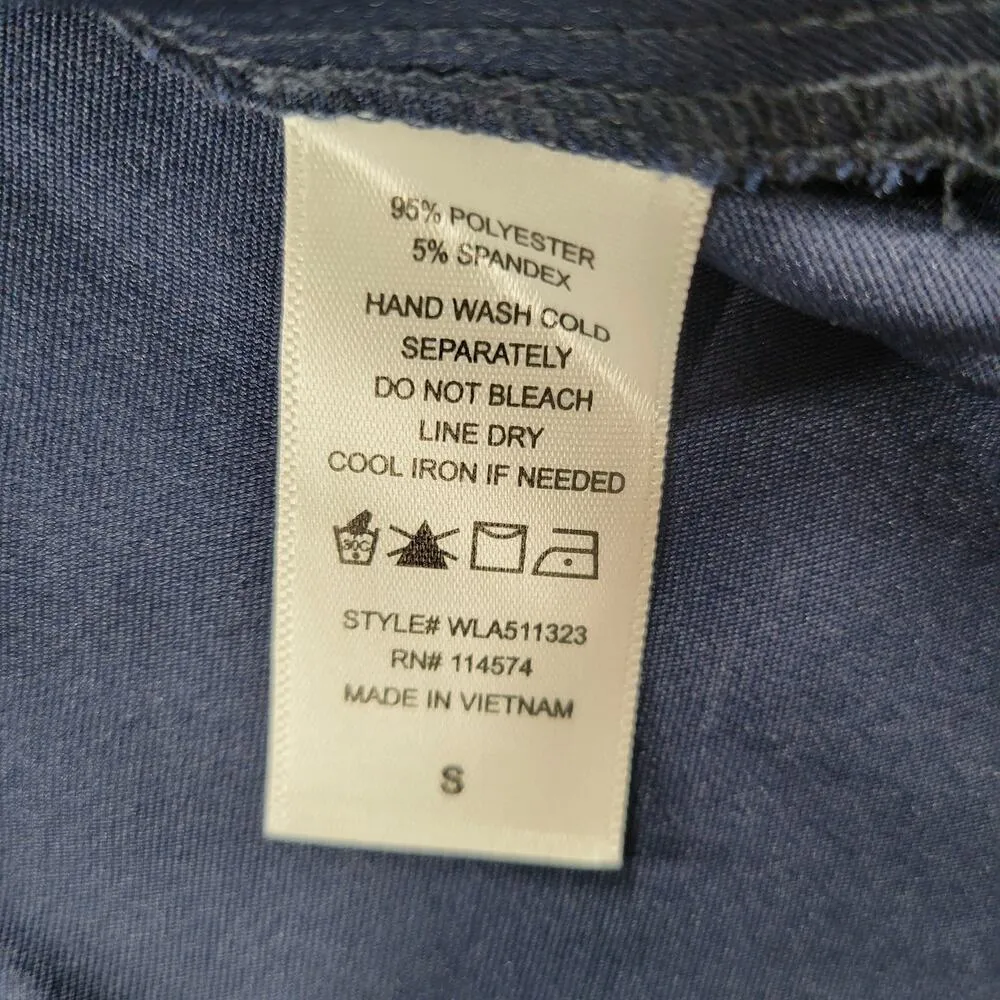 95% POLYESTER
5% SPANDEX
HAND WASH COLD
SEPARATELY
DO NOT BLEACH
LINE DRY
COOL IRON IF NEEDED
30C
STYLE# WLA511323
RN# 114574
MADE IN VIETNAM
S